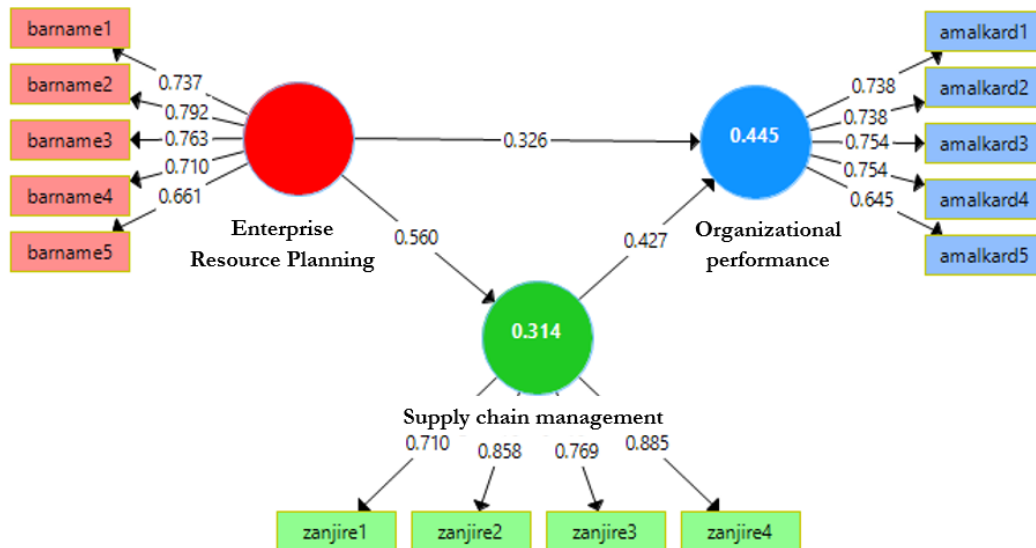 barname1
barname2
barname3
barname4
barname5
0.737
0.792
0.763
0.710
0.661
Enterprise
Resource Planning
0.326
0.560
0.427
0.445
Organizational
performance
0.738
0.738
0.754
0.754
0.645
amalkard1
amalkard2
amalkard3
amalkard4
amalkard5
0.314
Supply chain management
0.710
0.858
0.769
0.885
zanjire1
zanjire2
zanjire3
zanjire4